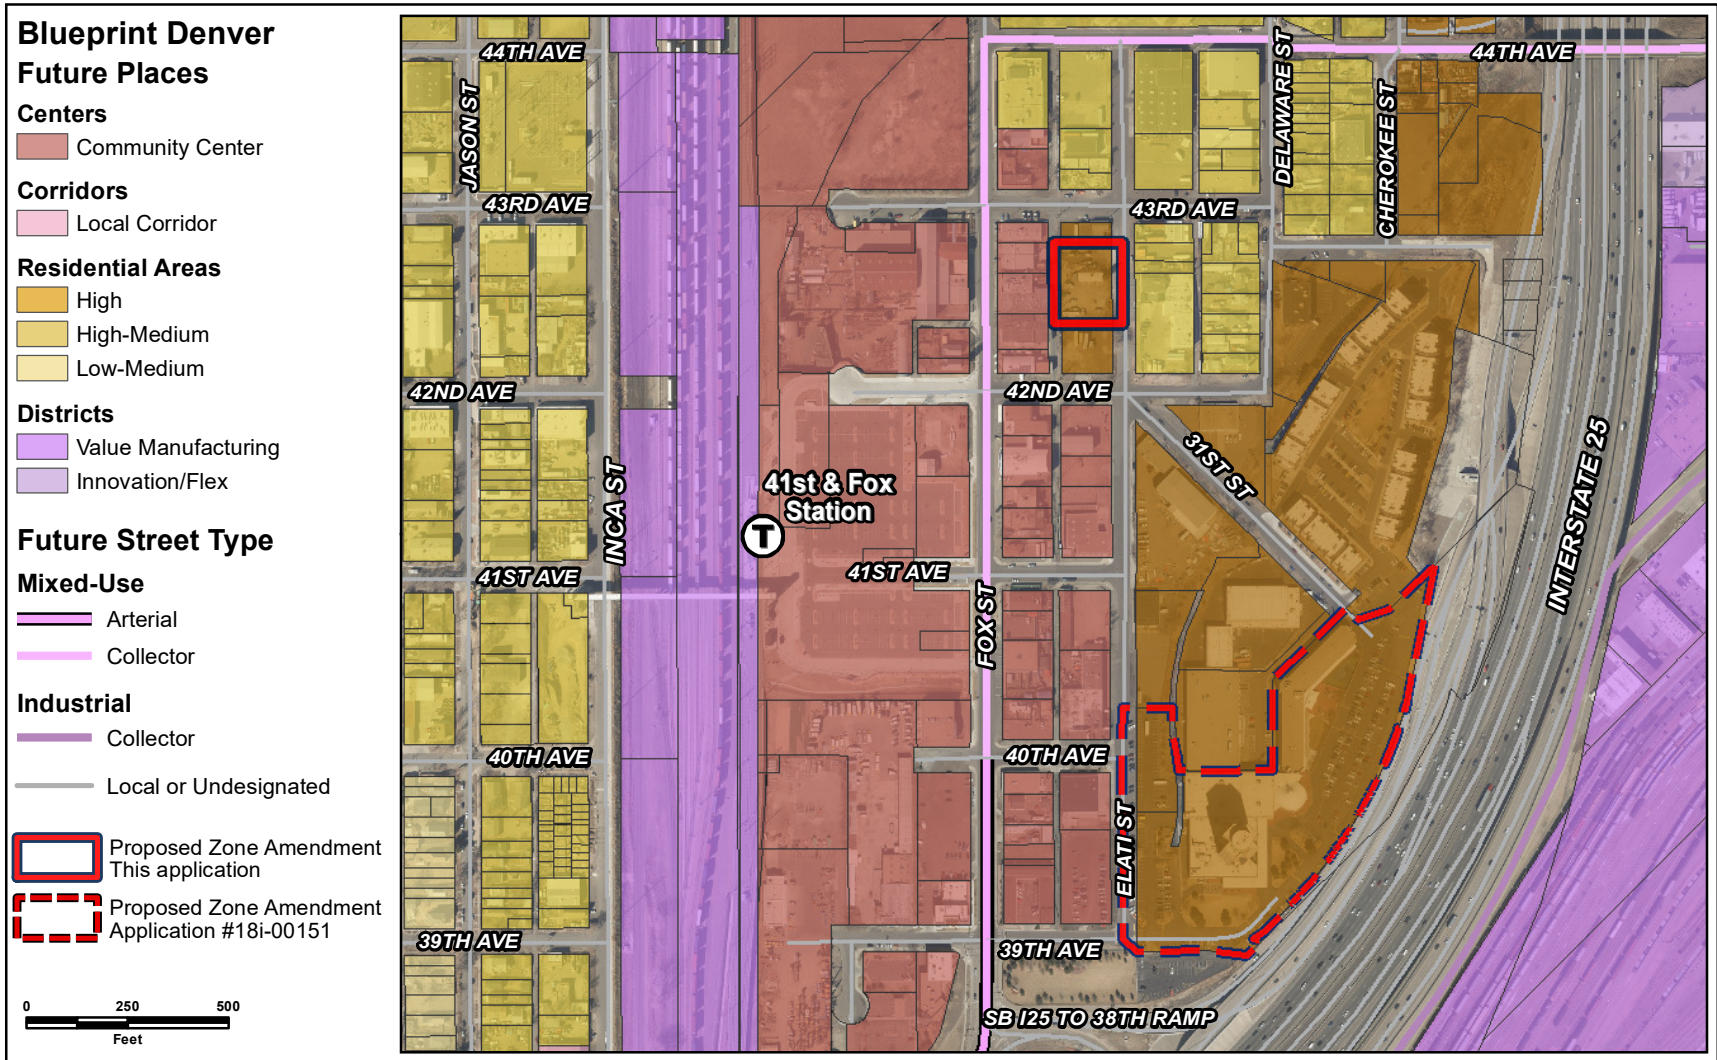 Blueprint Denver
Future Places
Centers
Community Center
Corridors
Local Corridor
Residential Areas
High
High-Medium
Low-Medium
Districts
Value Manufacturing
Innovation/Flex
Future Street Type
Mixed-Use
Arterial
Collector
Industrial
Collector
Local or Undesignated
Proposed Zone Amendment
This application
Proposed Zone Amendment
Application #18i-00151
0 250 500
Feet
44TH AVE
44TH AVE
JASON ST
DELAWARE ST
CHEROKEE ST
43RD AVE
43RD AVE
42ND AVE
42ND AVE
31ST ST
INTERSTATE 25
INCA ST
41st & Fox
Station
T
41ST AVE
41ST AVE
FOX ST
40TH AVE
40TH AVE
ELATI ST
39TH AVE
39TH AVE
SB I25 TO 38TH RAMP